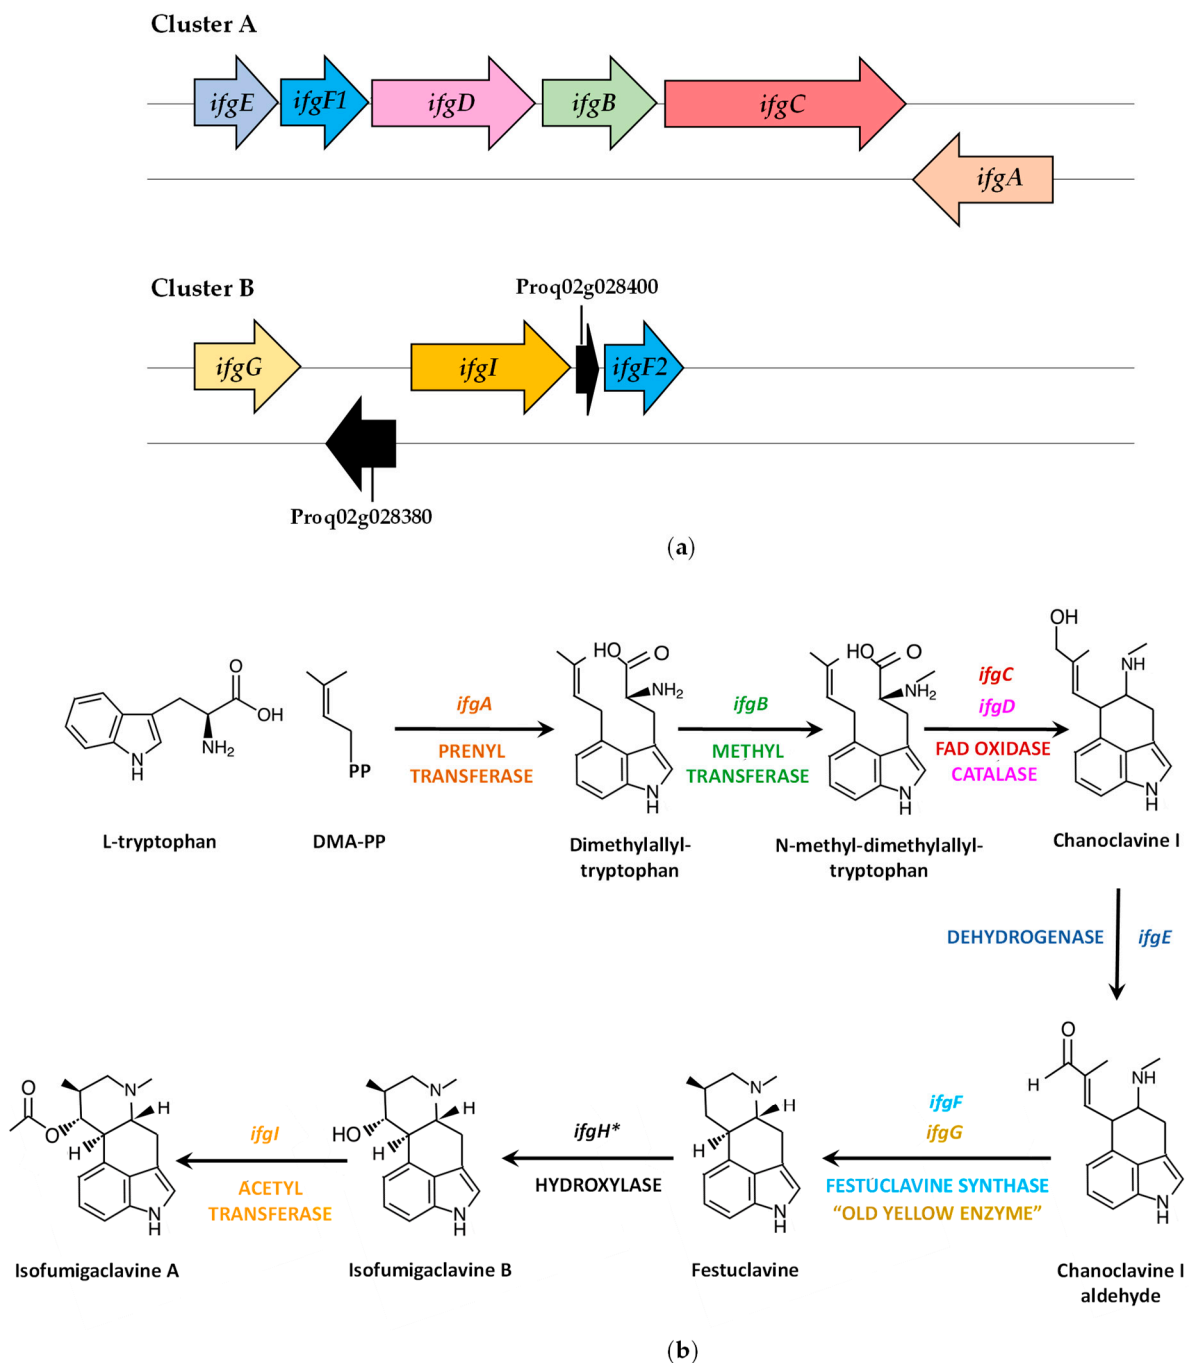 Cluster A
ifgE
ifgF1
ifgD
ifgB
ifgC
ifgA
Cluster B
Proq02g028400
ifgG
ifgI
ifgF2
Proq02g028380
(a)
OH
HO
O
NH
O
OH
NH2
N
H
PP
ifgA
PRENYL
TRANSFERASE
HO
O
NH2
N
H
ifgB
METHYL
TRANSFERASE
HO
O
N
NH2
N
H
ifgC
ifgD
FAD OXIDASE
CATALASE
N
H
L-tryptophan
DMA-PP
Dimethylallyl-
tryptophan
N-methyl-dimethylallyl-
tryptophan
Chanoclavine I
DEHYDROGENASE
ifgE
O
O
N
H
H
N
H
ifgI
ACETYL
TRANSFERASE
N
H
HO
H
N
H
ifgH*
HYDROXYLASE
N
H
H
N
H
ifgF
ifgG
FESTUCLAVINE SYNTHASE
"OLD YELLOW ENZYME"
O
H
NH
N
H
Isofumigaclavine A
Isofumigaclavine B
Festuclavine
Chanoclavine I
aldehyde
(b)